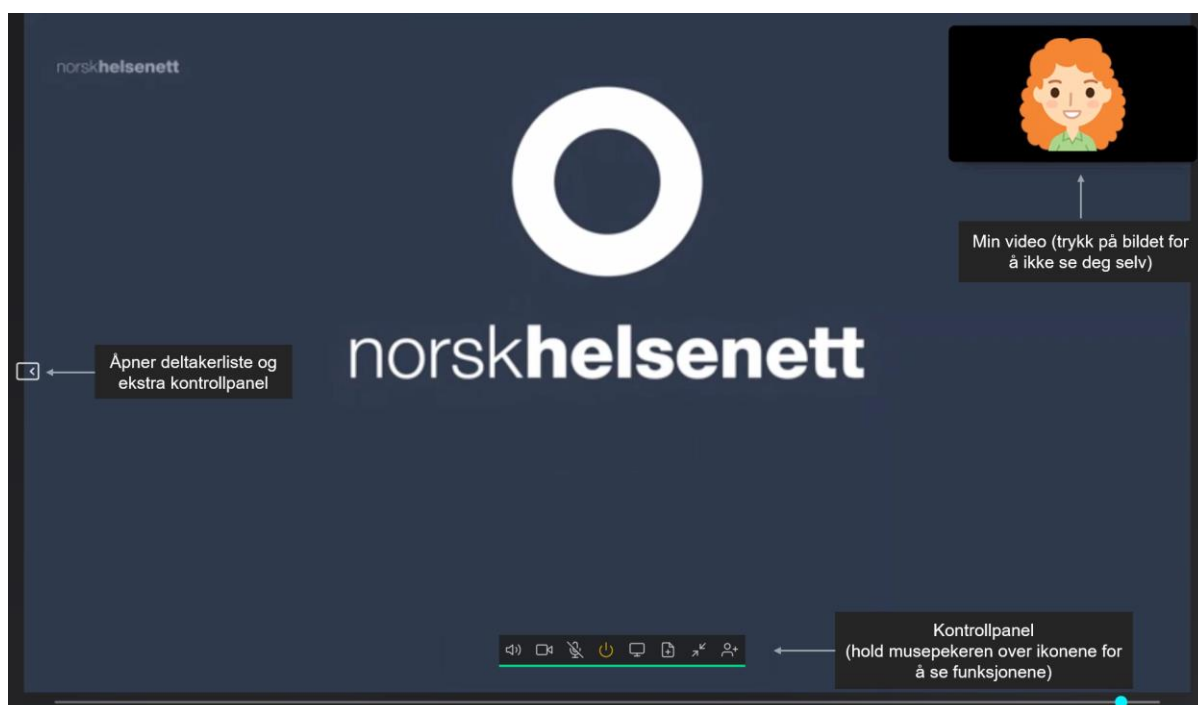 norskhelsenett
Min video (trykk på bildet for
å ikke se deg selv)
norskhelsenett
Åpner deltakerliste og
ekstra kontrollpanel
Kontrollpanel
(hold musepekeren over ikonene for
å se funksjonene)